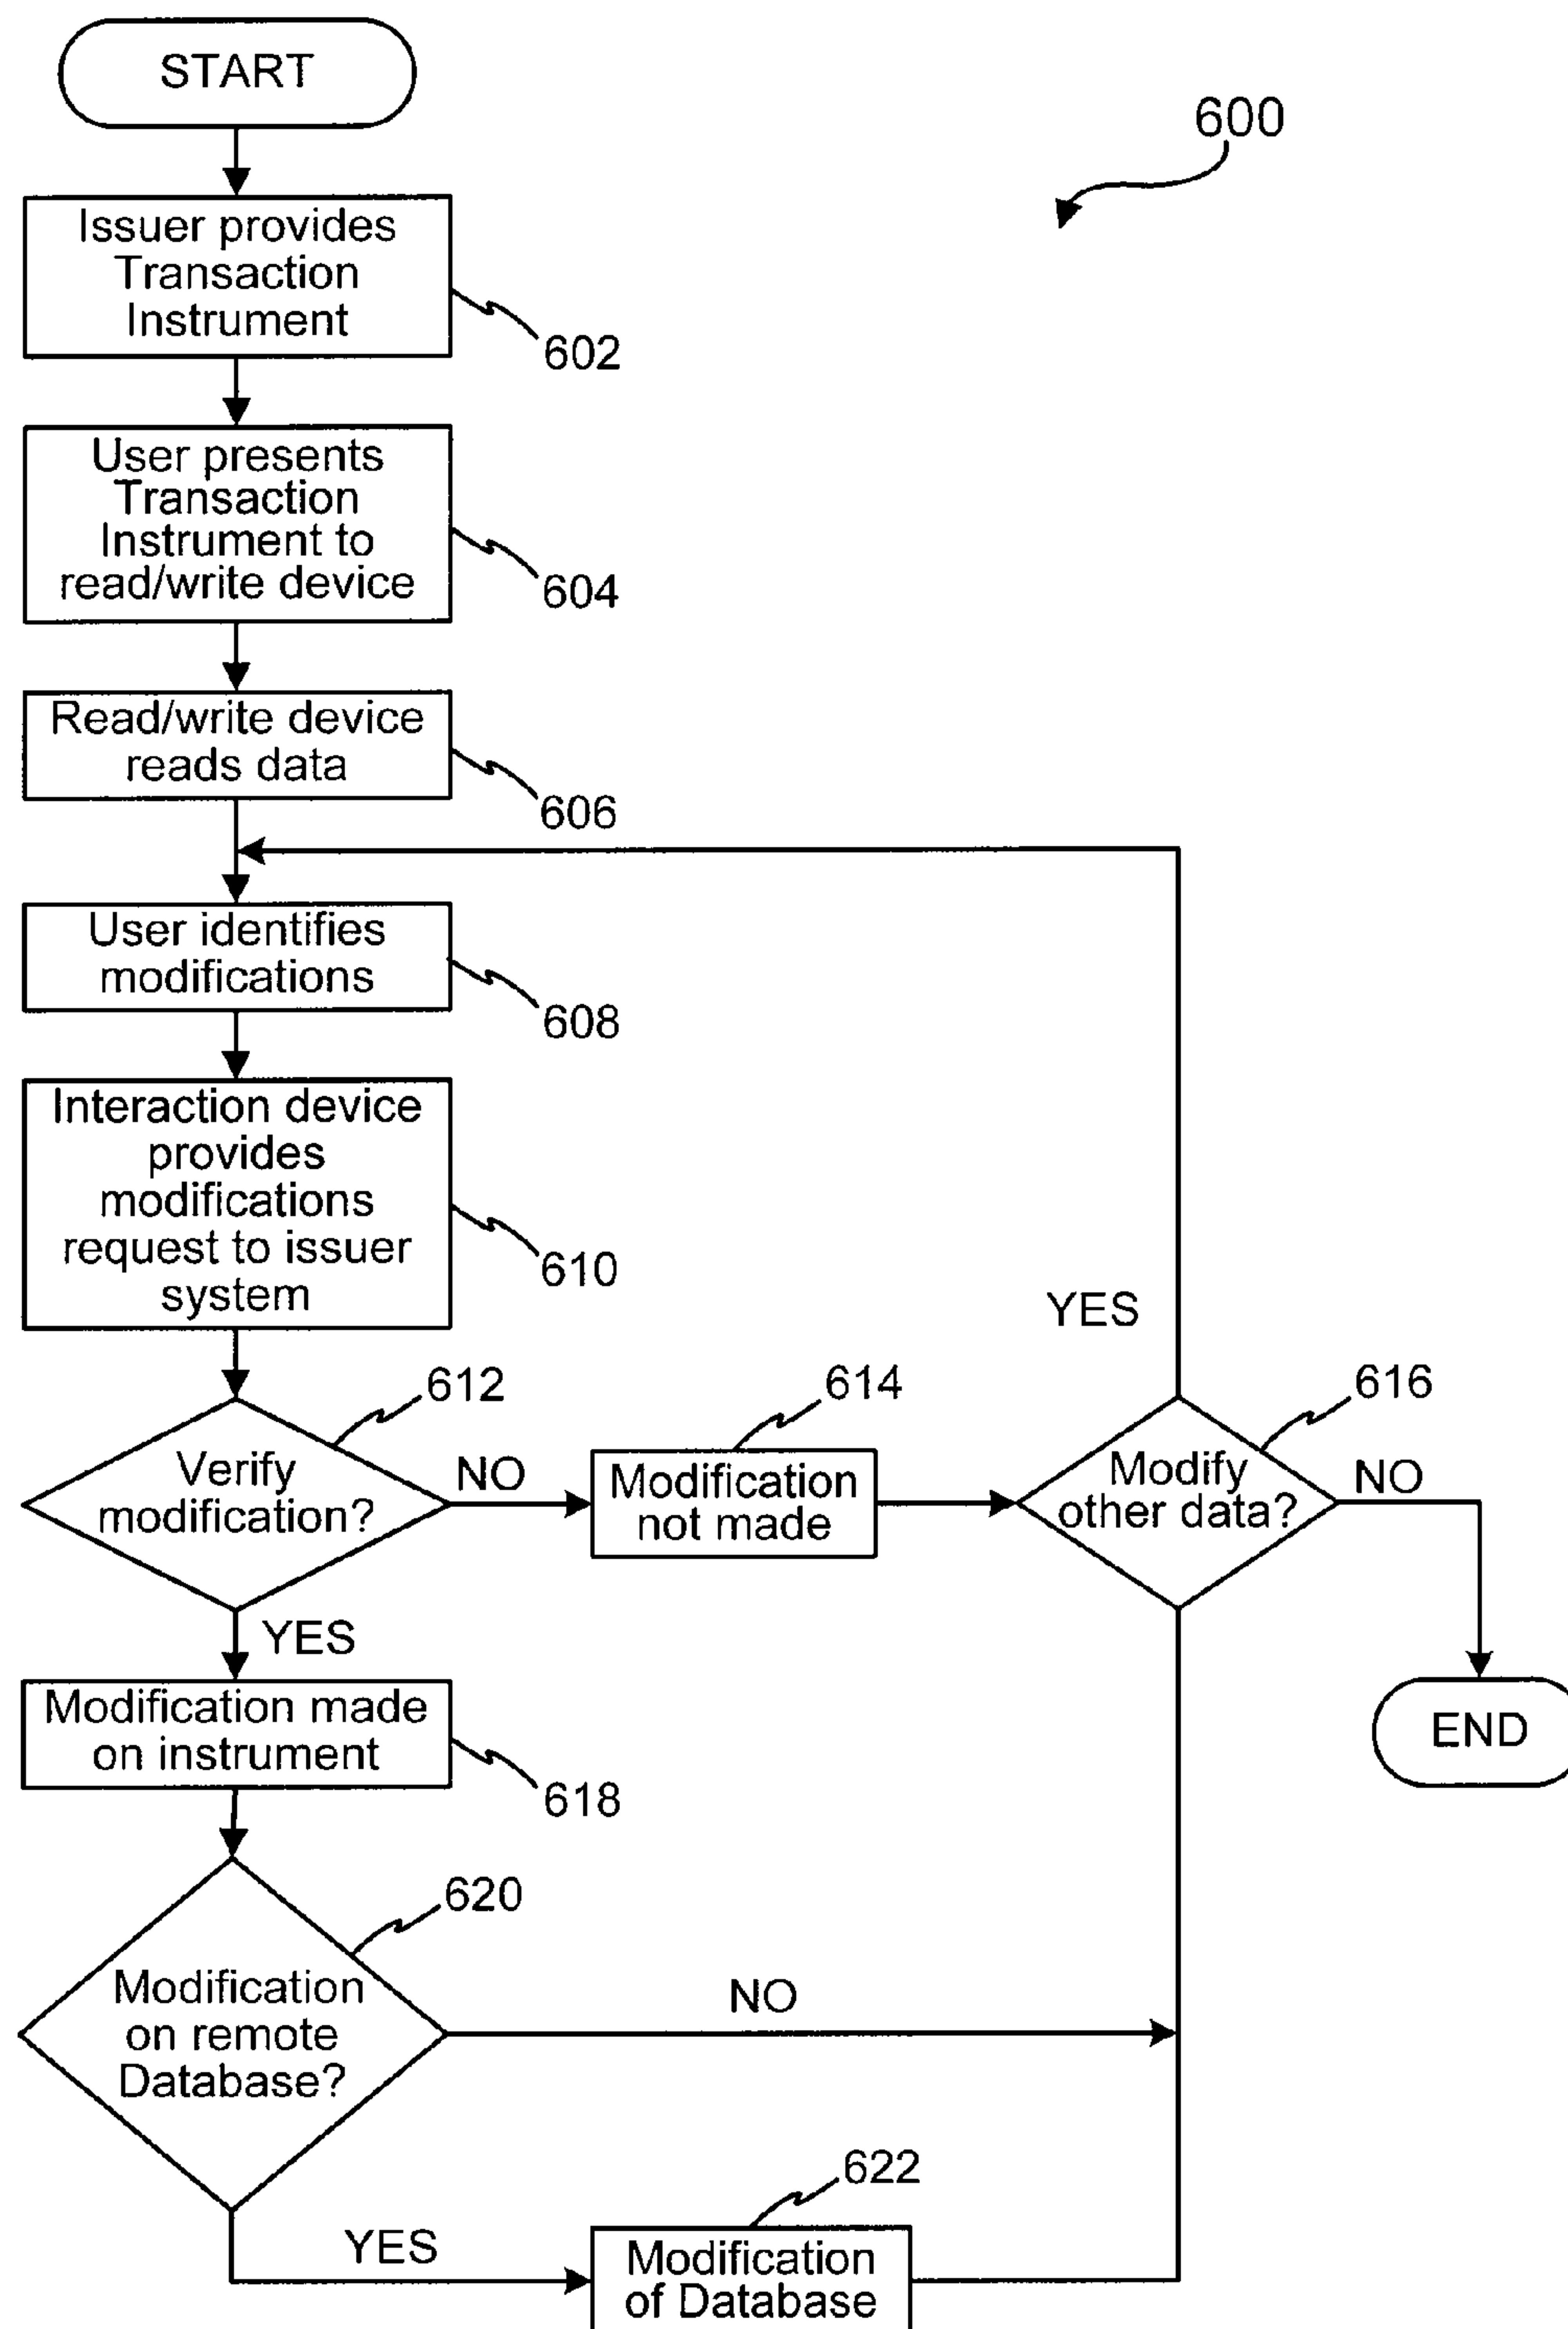 START
600
Issuer provides
Transaction
Instrument
602
User presents
Transaction
Instrument to
read/write device
604
Read/write device
reads data
606
User identifies
modifications
608
Interaction device
provides
modifications
request to issuer
system
610
YES
612
614
616
Verify
modification?
NO
Modification
not made
Modify
other data?
NO
YES
Modification made
on instrument
618
END
620
Modification
on remote
Database?
NO
622
YES
Modification
of Database